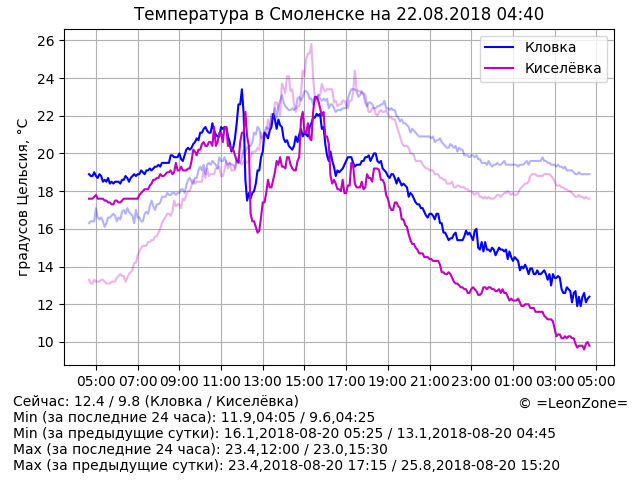 Температура в Смоленске на 22.08.2018 04:40
Кловка
Киселёвка
градусов Цельсия, °C
26
24
22
20
18
16
14
12
10
05:00 07:00 09:00 11:00 13:00 15:00 17:00 19:00 21:00 23:00 01:00 03:00 05:00
Сейчас: 12.4 / 9.8 (Кловка / Киселёвка)
© =LeonZone=
Min (за последние 24 часа): 11.9,04:05 / 9.6,04:25
Min (за предыдущие сутки): 16.1,2018-08-20 05:25 / 13.1,2018-08-20 04:45
Max (за последние 24 часа): 23.4,12:00 / 23.0,15:30
Max (за предыдущие сутки): 23.4,2018-08-20 17:15 / 25.8,2018-08-20 15:20